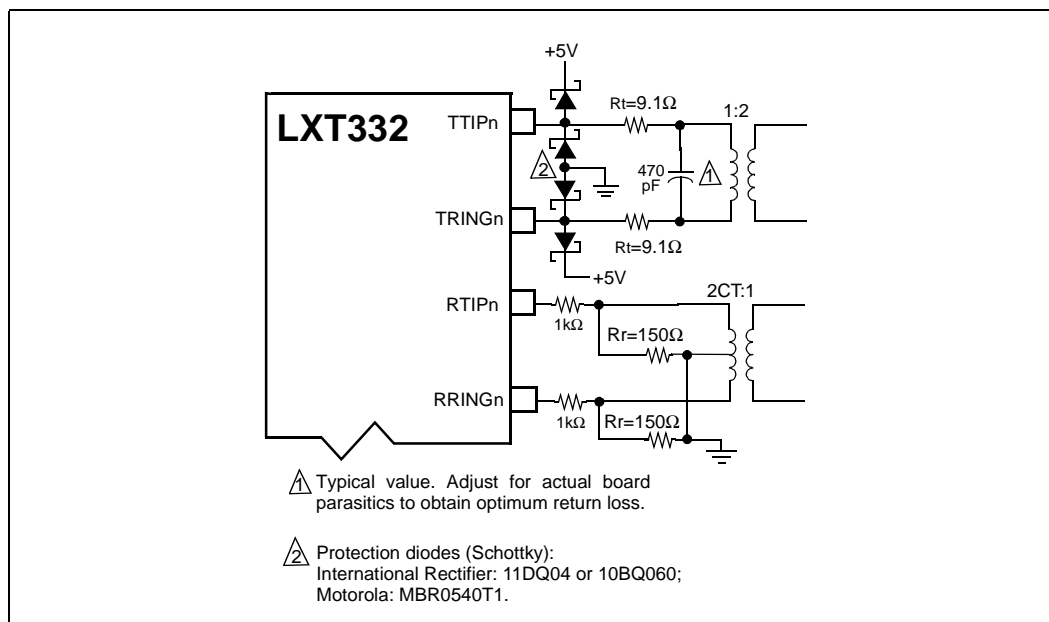 +5V
LXT332
TTIPn
Rt=9.1Ω
1:2
2
470
pF
1
TRINGn
Rt=9.1Ω
+5V
RTIPn
1kΩ
2CT:1
Rr=150Ω
RRINGn
1kΩ
Rr=150Ω
1 Typical value. Adjust for actual board
parasitics to obtain optimum return loss.
2 Protection diodes (Schottky):
International Rectifier: 11DQ04 or 10BQ060;
Motorola: MBR0540T1.